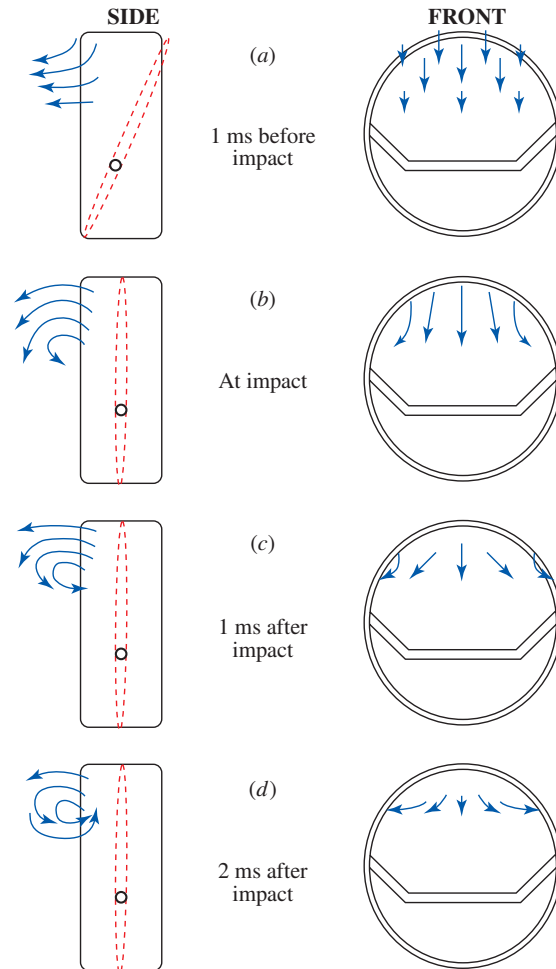 SIDE
FRONT
(a)
1 ms before
impact
(b)
At impact
(c)
1 ms after
impact
(d)
2 ms after
impact